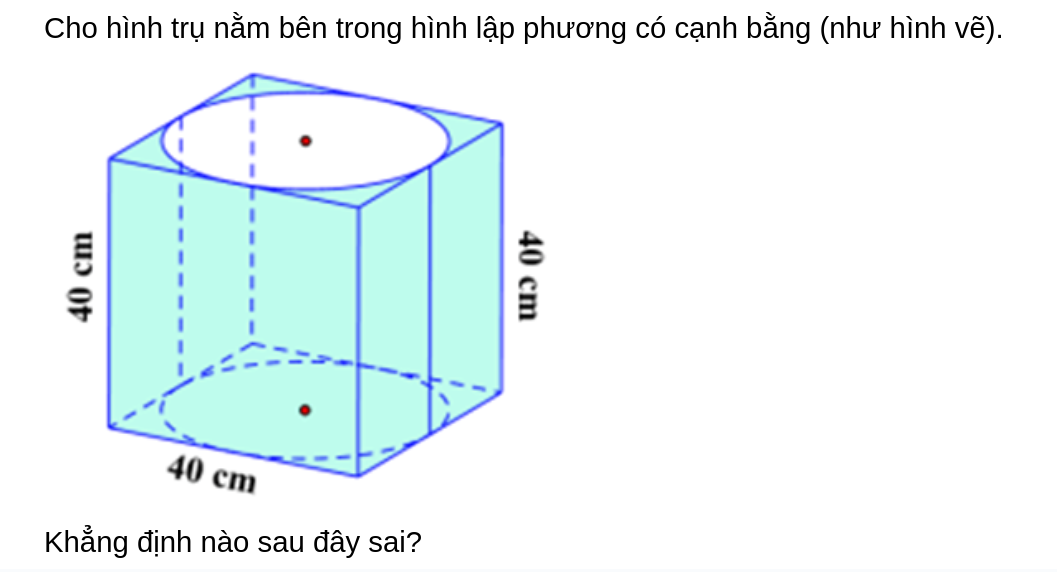 Cho hình trụ nằm bên trong hình lập phương có cạnh bằng (như hình vẽ).
40 cm
40 cm
40 cm
Khẳng định nào sau đây sai?